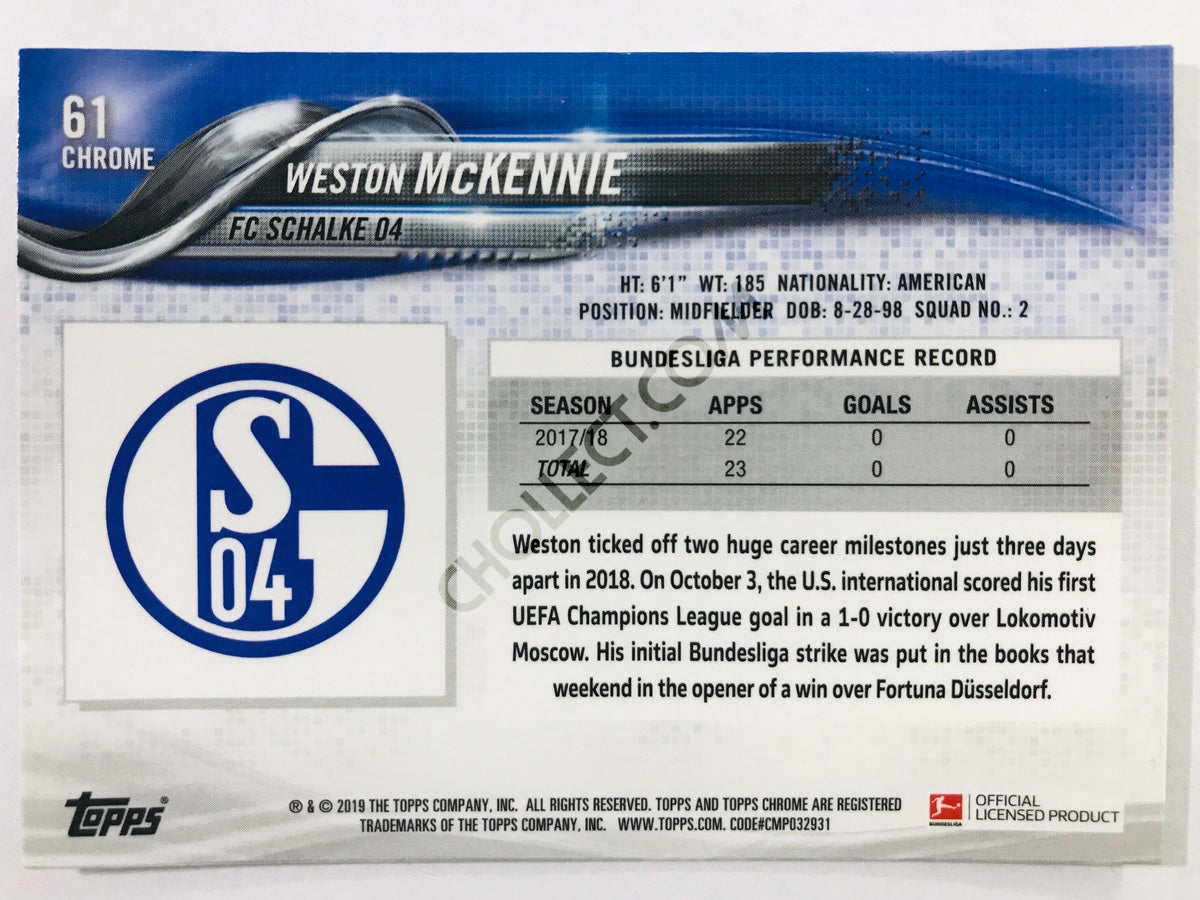 61
CHROME
WESTON McKENNIE
FC SCHALKE 04
HT: 6'1" WT: 185 NATIONALITY: AMERICAN
POSITION: MIDFIELDER DOB: 8-28-98 SQUAD NO.: 2
BUNDESLIGA PERFORMANCE RECORD
SEASON APPS GOALS ASSISTS
2017/18 22 0 0
TOTAL 23 0 0
S
04
Weston ticked off two huge career milestones just three days
apart in 2018. On October 3, the U.S. international scored his first
UEFA Champions League goal in a 1-0 victory over Lokomotiv
Moscow. His initial Bundesliga strike was put in the books that
weekend in the opener of a win over Fortuna Düsseldorf.
CHOLLECT.COM
Topps®
® & © 2019 THE TOPPS COMPANY, INC. ALL RIGHTS RESERVED. TOPPS AND TOPPS CHROME ARE REGISTERED
TRADEMARKS OF THE TOPPS COMPANY, INC. WWW.TOPPS.COM. CODE#CMP032931
BUNDESLIGA
OFFICIAL
LICENSED PRODUCT